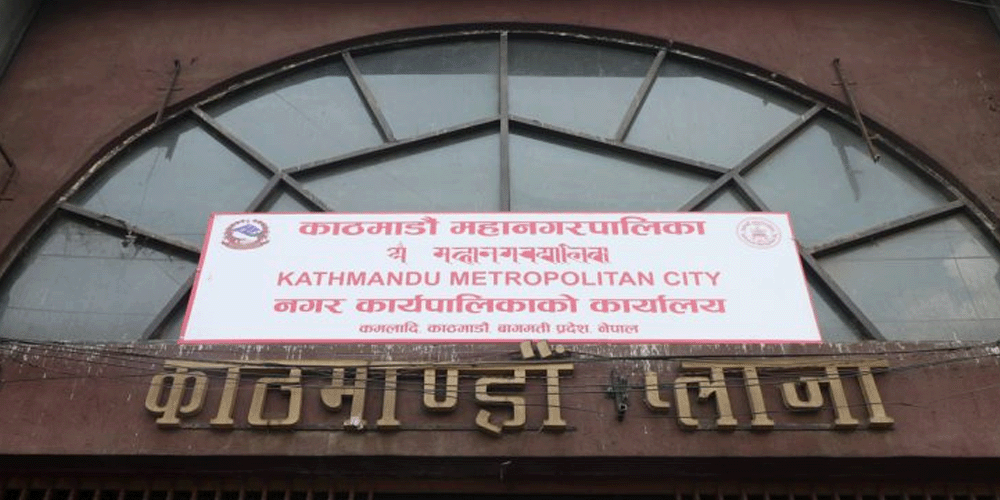 काठमाडौं महानगरपालिका
KATHMANDU METROPOLITAN CITY
नगर कार्यपालिकाको कार्यालय
कमलादि, काठमाडौं, बागमती प्रदेश, नेपाल
काठमाण्डौं प्लाजा